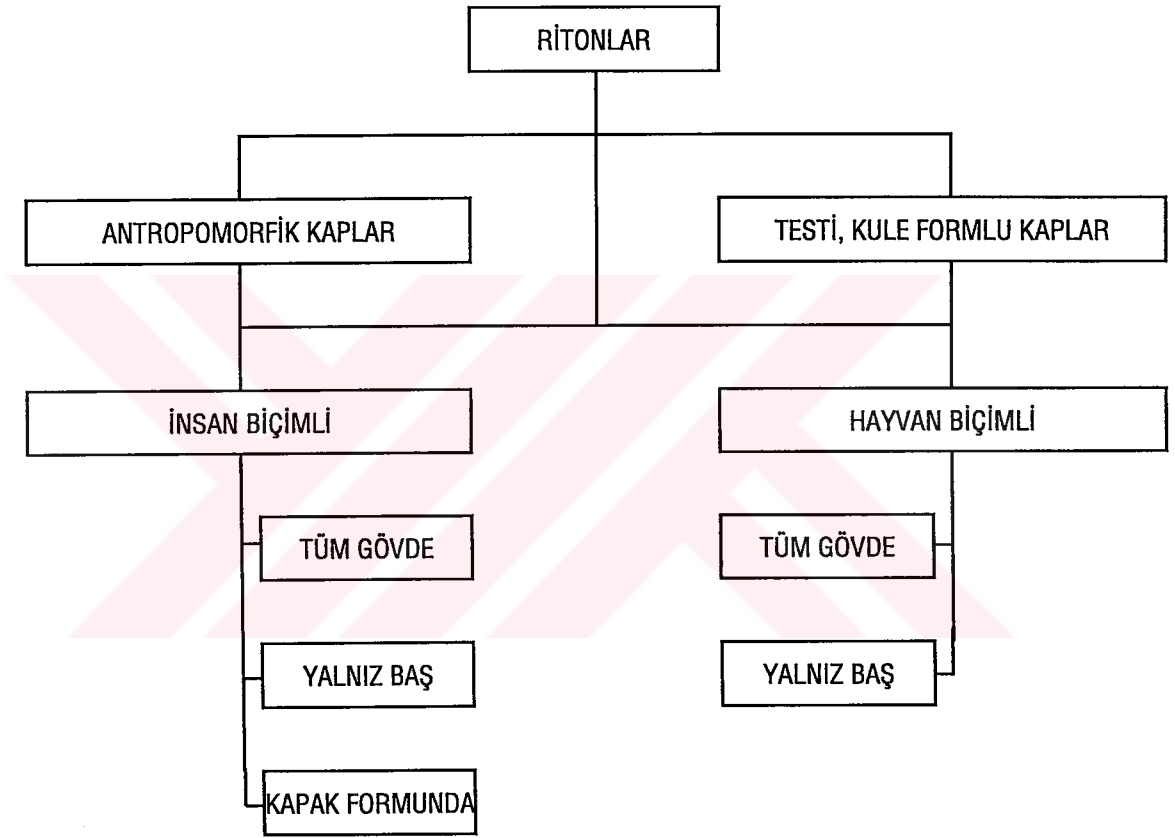 RİTONLAR
ANTROPOMORFİK KAPLAR
TESTİ, KULE FORMLU KAPLAR
İNSAN BİÇİMLİ
HAYVAN BİÇİMLİ
TÜM GÖVDE
TÜM GÖVDE
YALNIZ BAŞ
YALNIZ BAŞ
KAPAK FORMUNDA